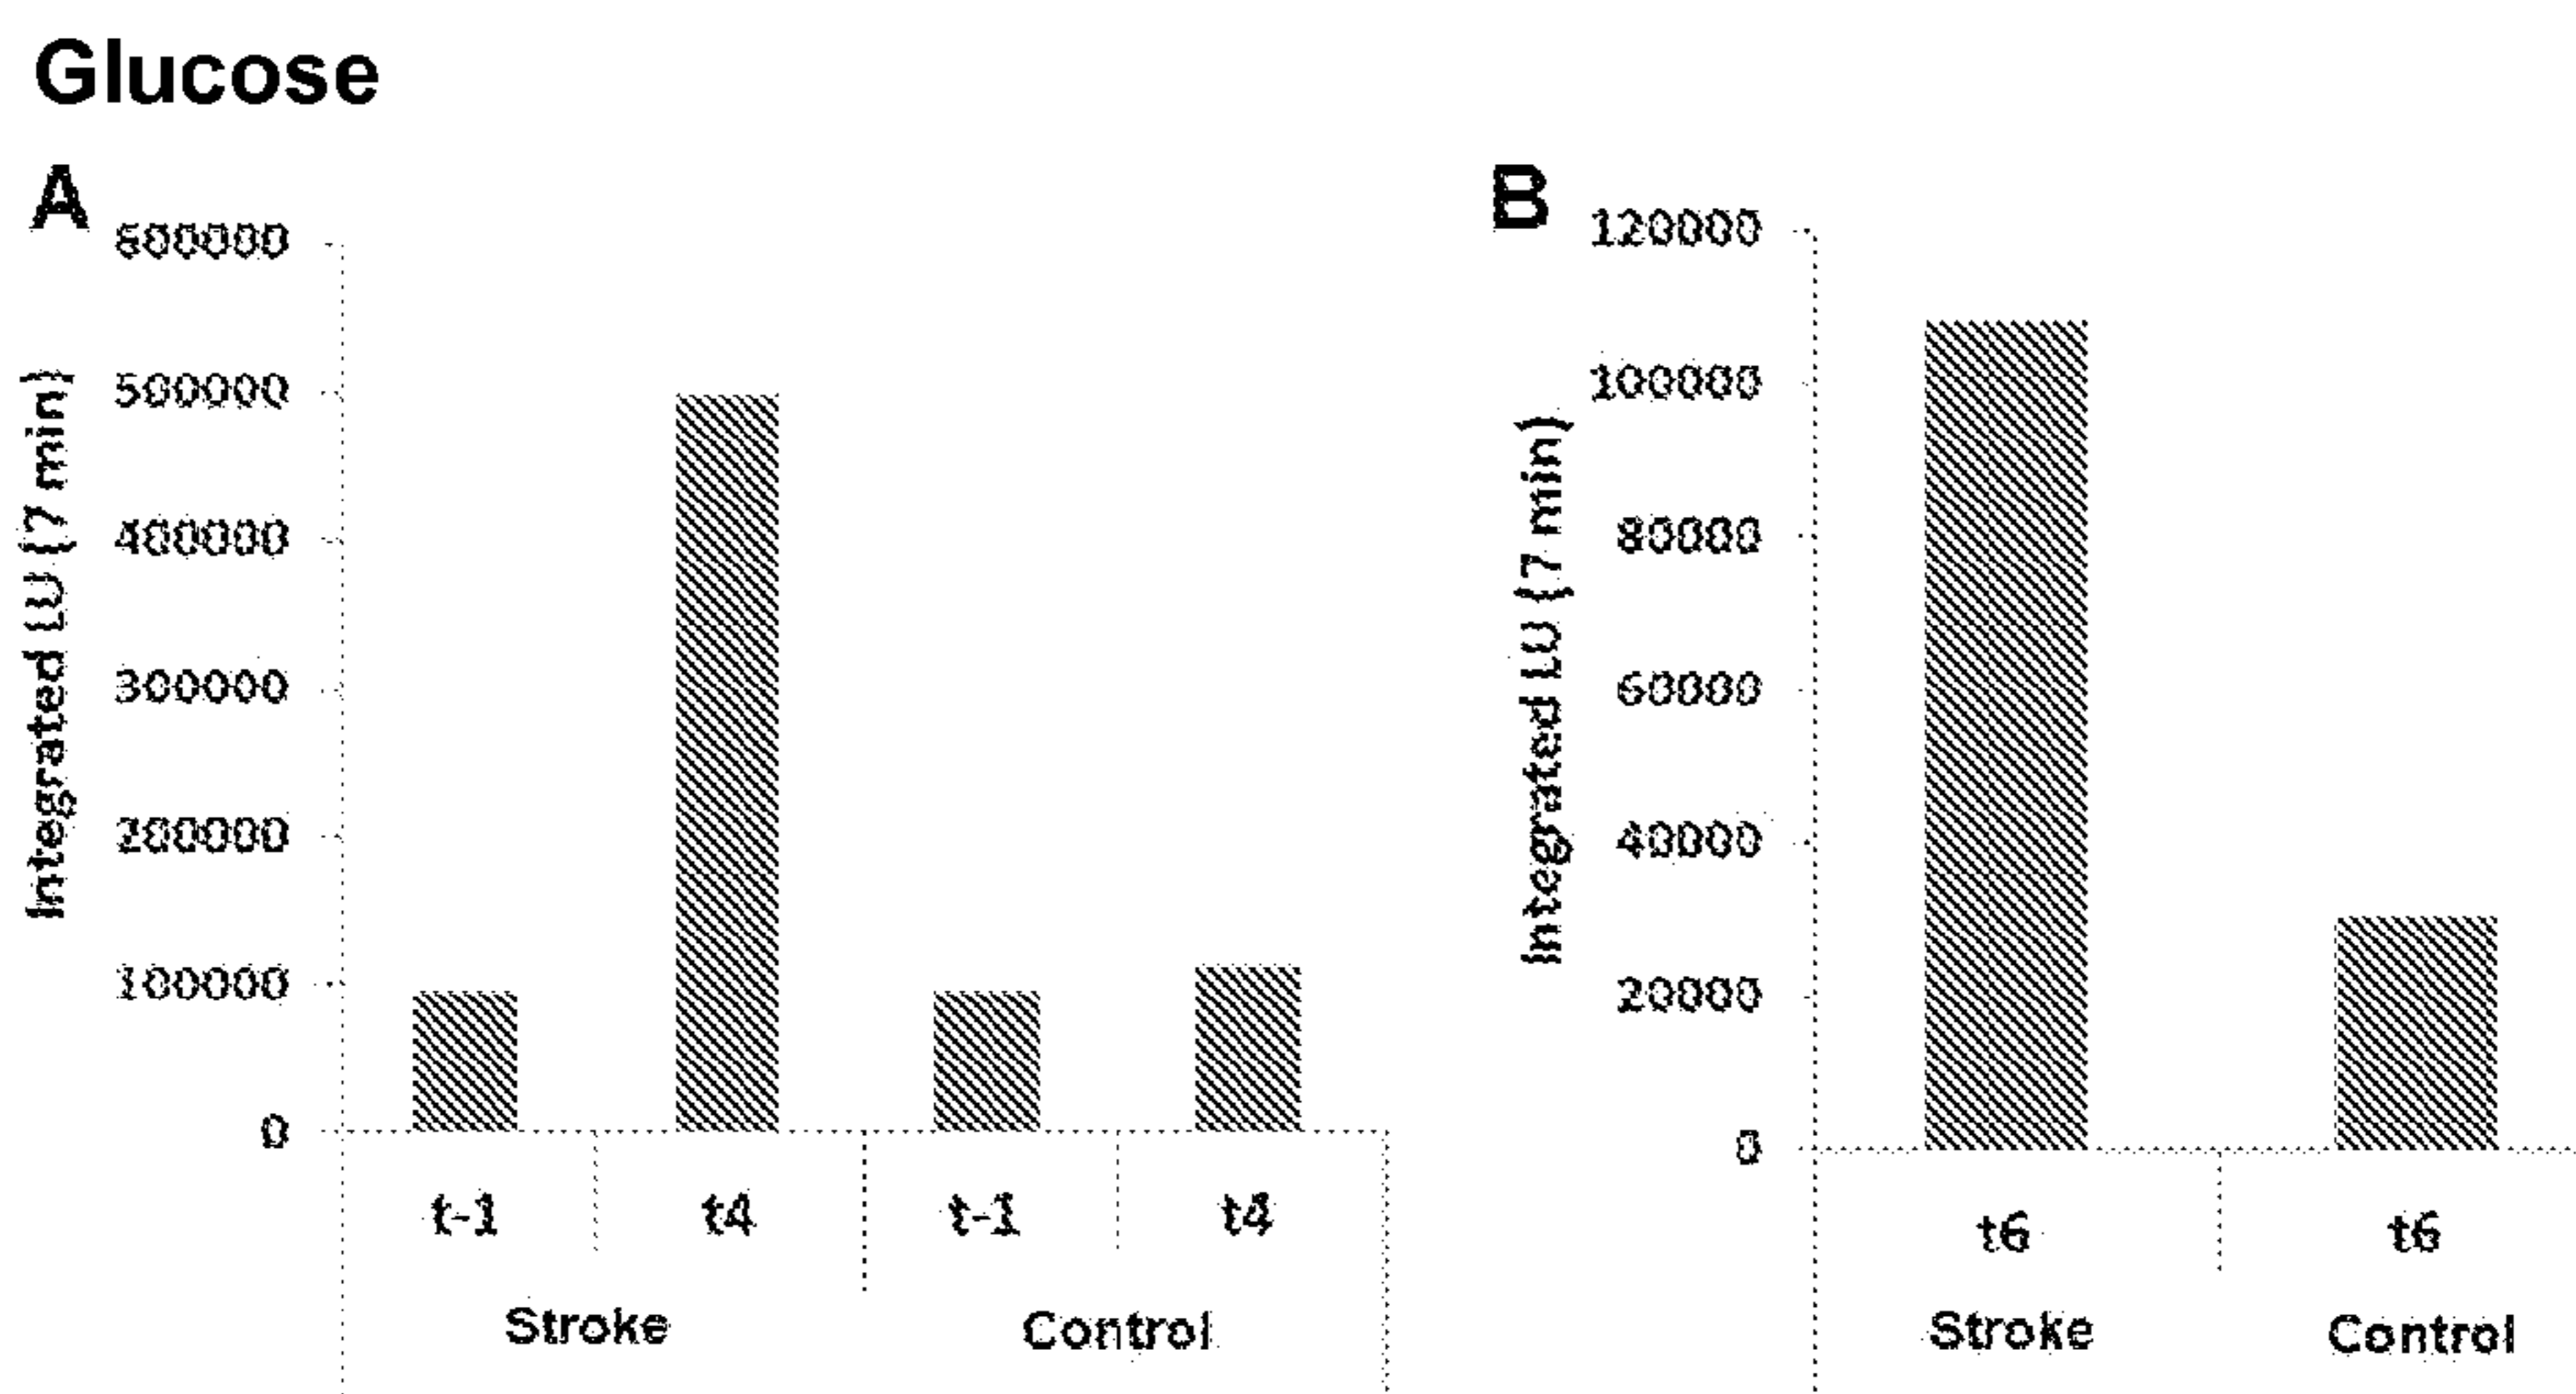 Glucose
A
600000
500000
400000
300000
200000
100000
0
Integrated LU (7 min)
t-1 t4 t-1 t4
Stroke Control
B
120000
100000
80000
60000
40000
20000
0
Integrated LU (7 min)
t6 t6
Stroke Control